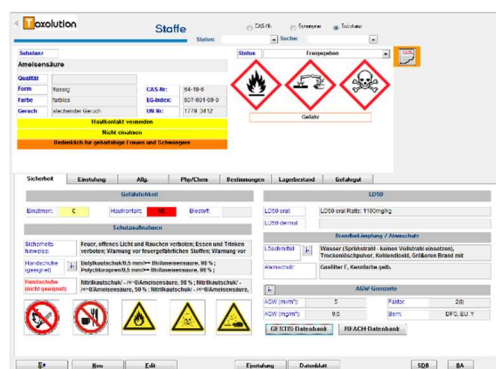 Toxolution
Stoffe
CAS-Nr.
Synonyme
Substanz
Status:
Suche:
Substanz
Ameisensäure
Status
Freigegeben
Qualität
Form
flüssig
CAS-Nr:
64-18-6
Farbe
farblos
EG-Index:
607-001-00-0
Geruch
stechender Geruch
UN Nr:
1779, 3412
Hautkontakt vermeiden
Nicht einatmen
Bedenklich für gebärfähige Frauen und Schwangere
Gefahr
Sicherheit
Einstufung
Allg.
Phy/Chem
Bestimmungen
Lagerbestand
Gefahrgut
Gefährlichkeit
Einatmen:
C
Hautkontakt:
Biostoff:
LD50
LD50 oral
LD50 oral Ratte: 1100mg/kg
LD50 dermal
Schutzmaßnahmen
Sicherheits
hinweise:
Feuer, offenes Licht und Rauchen verboten; Essen und Trinken
verboten; Warnung vor feuergefährlichen Stoffen; Warnung vor
Handschuhe
(geeignet)
Butylkautschuk/0,5 mm/>= 8h/Ameisensäure, 98 %;
Polychloropren/0,5 mm/>= 8h/Ameisensäure, 98 %;
Handschuhe
(nicht geeignet)
Nitrilkautschuk/ - /<=0/Ameisensäure, 98 %; Nitrilkautschuk/ -
/<=0/Ameisensäure, 50 %; Nitrilkautschuk/ - /<=0/Ameisensäure,
Brandbekämpfung / Atemschutz
Löschmittel
Wasser (Sprühstrahl - keinen Vollstrahl einsetzen),
Trockenlöschpulver, Kohlendioxid, Größeren Brand mit
Atemschutz:
Gasfilter E, Kennfarbe gelb.
AGW-Grenzwerte
AGW (ml/m³):
5
Faktor
2(I)
AGW (mg/m³):
9,5
Bem:
DFG, EU, Y
GESTIS-Datenbank
REACH-Datenbank
Neu
Edit
Einstufung
Datenblatt
SDB
BA